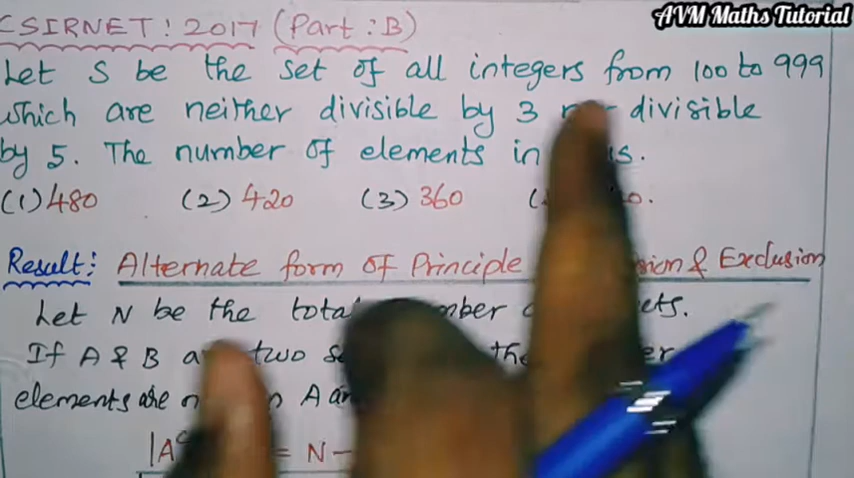 AVM Maths Tutorial
CSIRNET: 2017 (Part: B)
Let S be the set of all integers from 100 to 999
which are neither divisible by 3 divisible
by 5. The number of elements in is.
(1) 480 (2) 420 (3) 360
Result: Alternate form of Principle & Exclusion
Let N be the
If A & B two
elements are A
= N -